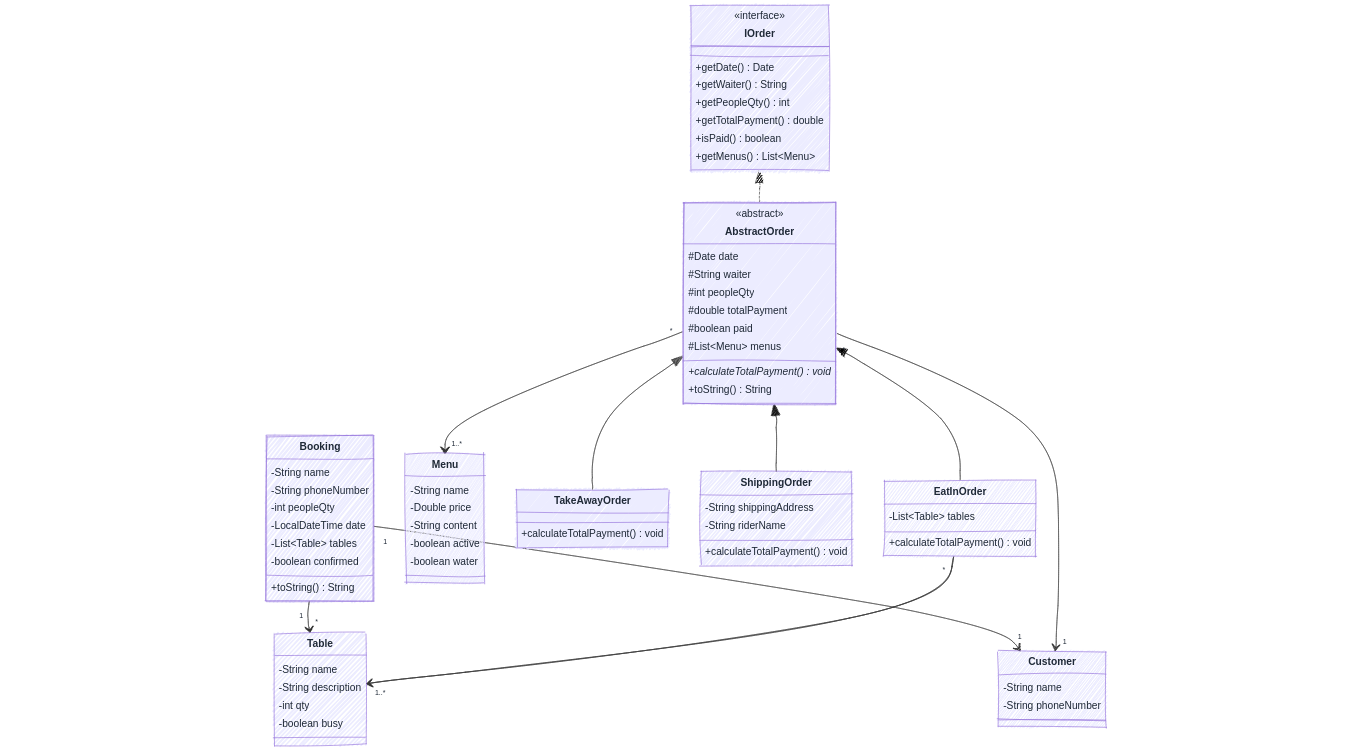 «interface»
IOrder
+getDate() : Date
+getWaiter() : String
+getPeopleQty() : int
+getTotalPayment() : double
+isPaid() : boolean
+getMenus() : List<Menu>
«abstract»
AbstractOrder
#Date date
#String waiter
#int peopleQty
#double totalPayment
#boolean paid
#List<Menu> menus
+calculateTotalPayment() : void
+toString() : String
*
1..*
Booking
-String name
-String phoneNumber
-int peopleQty
-LocalDateTime date
-List<Table> tables
-boolean confirmed
+toString() : String
1
1
*
Menu
-String name
-Double price
-String content
-boolean active
-boolean water
TakeAwayOrder
+calculateTotalPayment() : void
ShippingOrder
-String shippingAddress
-String riderName
+calculateTotalPayment() : void
EatInOrder
-List<Table> tables
+calculateTotalPayment() : void
*
Table
-String name
-String description
-int qty
-boolean busy
1..*
1
1
Customer
-String name
-String phoneNumber